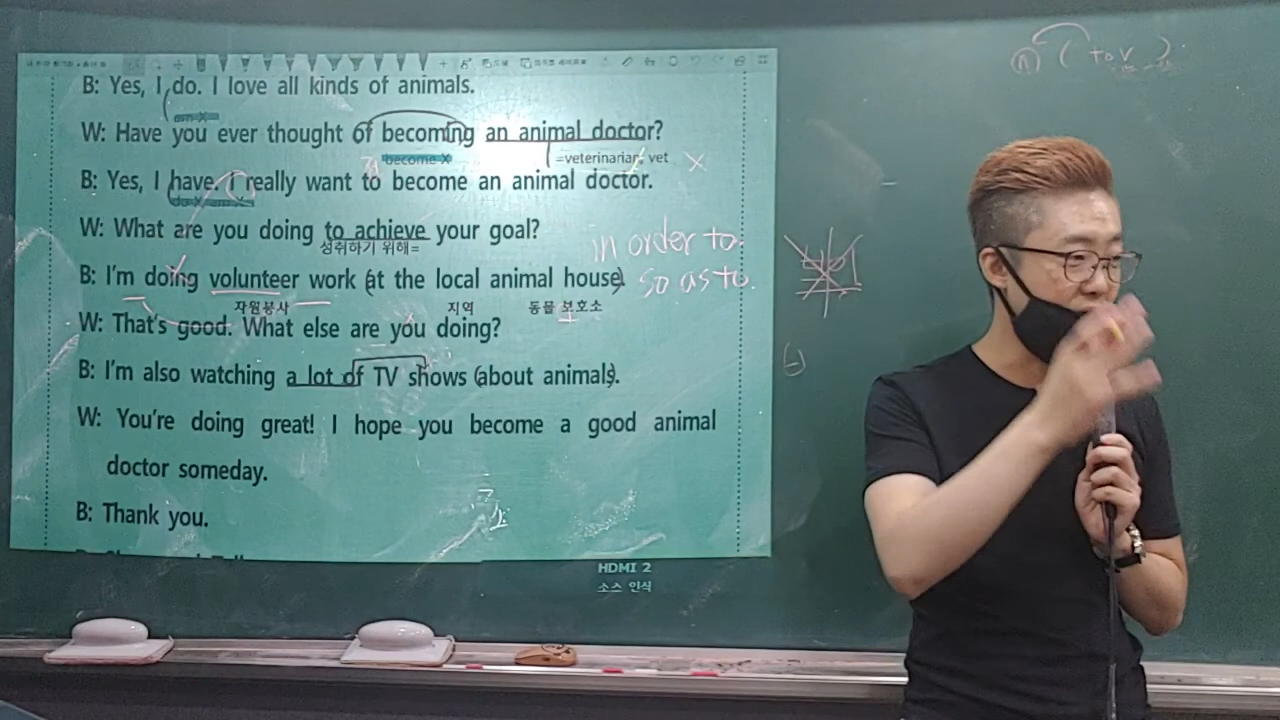 B: Yes, I do. I love all kinds of animals.
am X
W: Have you ever thought of becoming an animal doctor?
become X
=veterinarian, vet
B: Yes, I have. I really want to become an animal doctor.
do X, am X
W: What are you doing to achieve your goal?
성취하기 위해=
in order to
B: I'm doing volunteer work (at the local animal house).
so as to
자원봉사 지역 동물 보호소
W: That's good. What else are you doing?
B: I'm also watching a lot of TV shows (about animals).
W: You're doing great! I hope you become a good animal
doctor someday.
B: Thank you.
HDMI 2
소스 인식
n ( to v )